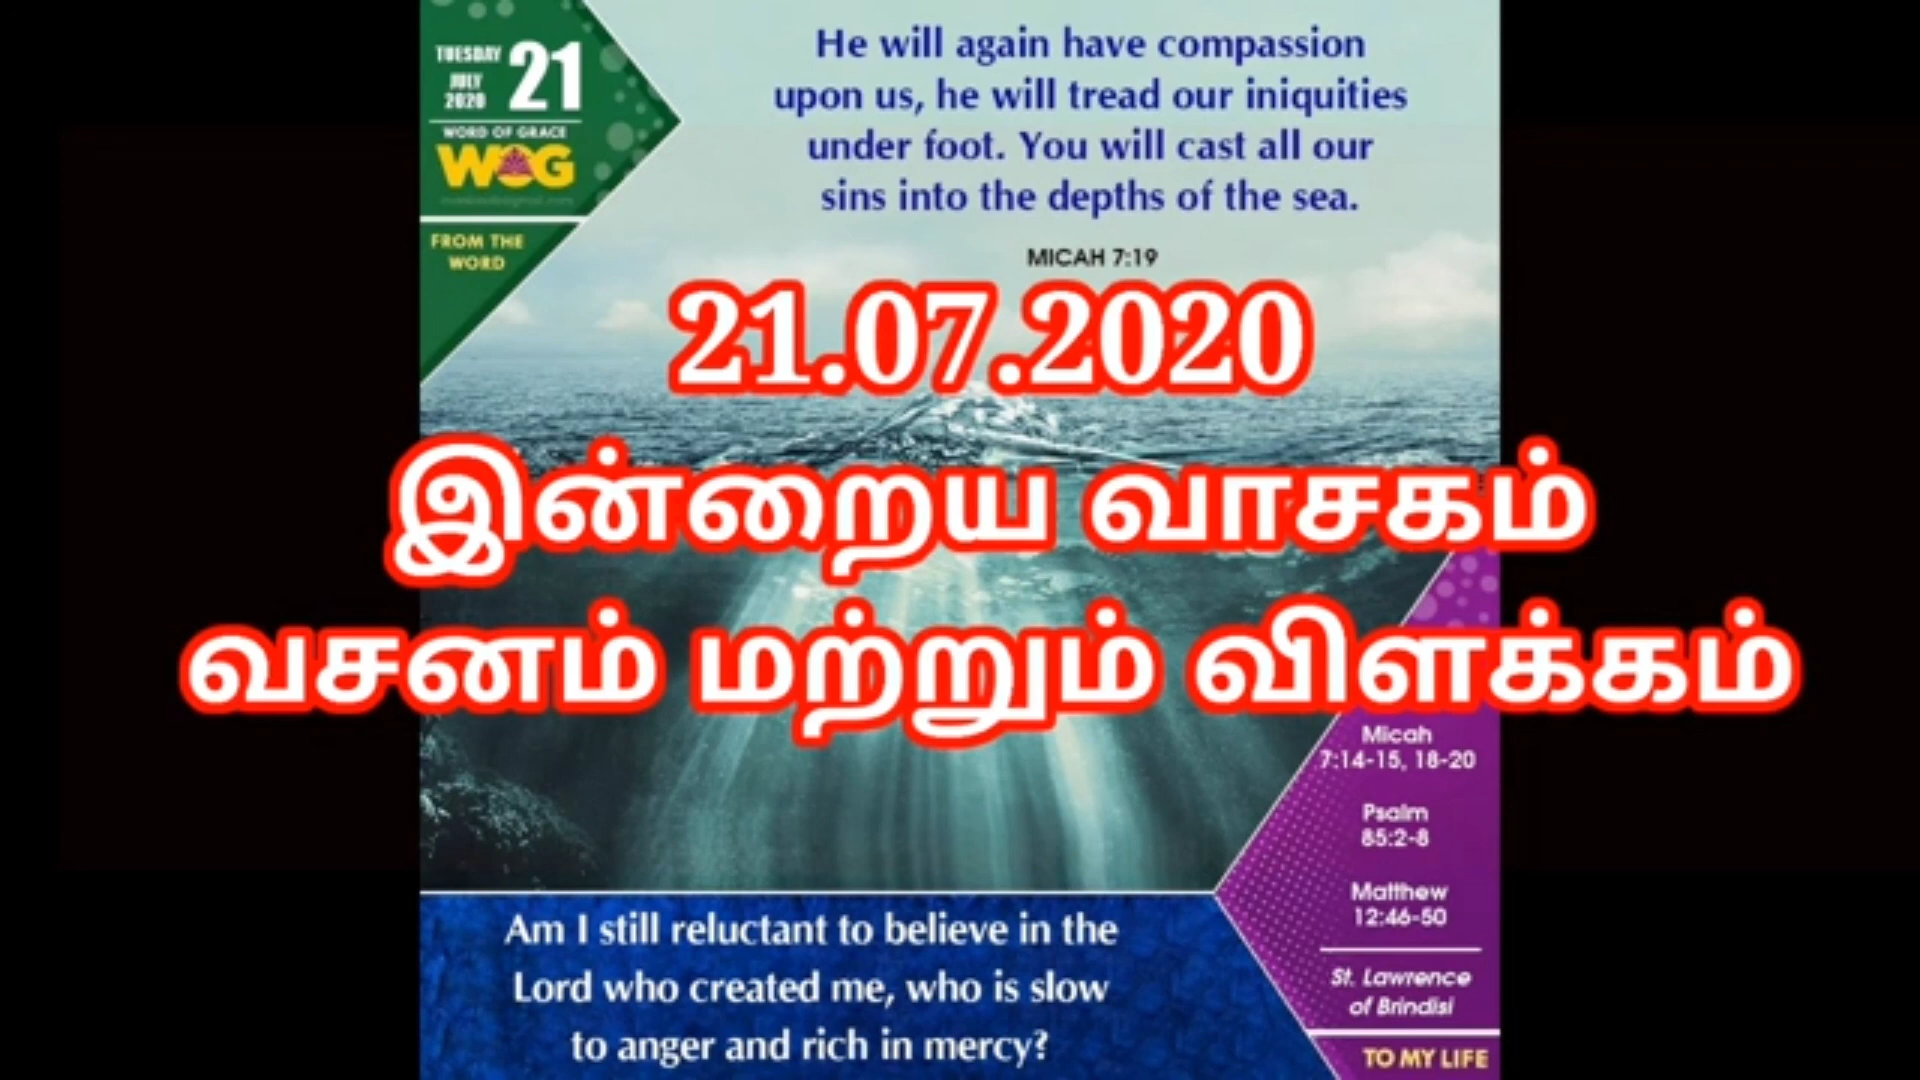 TUESDAY
JULY
2020
21
WORD OF GRACE
WOG
FROM THE
WORD
He will again have compassion
upon us, he will tread our iniquities
under foot. You will cast all our
sins into the depths of the sea.
MICAH 7:19
21.07.2020
இன்றைய வாசகம்
வசனம் மற்றும் விளக்கம்
Micah
7:14-15, 18-20
Psalm
85:2-8
Matthew
12:46-50
St. Lawrence
of Brindisi
TO MY LIFE
Am I still reluctant to believe in the
Lord who created me, who is slow
to anger and rich in mercy?